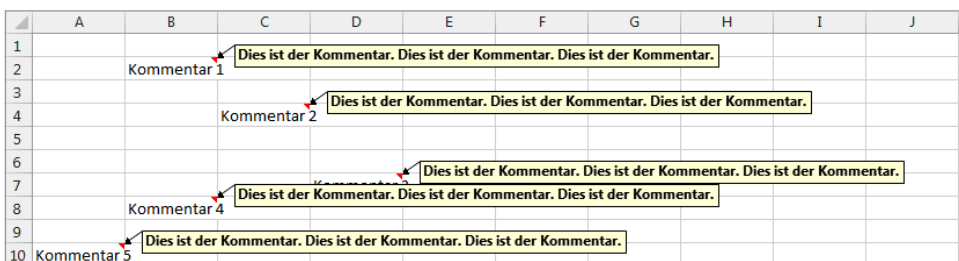 A B C D E F G H I J
1 Dies ist der Kommentar. Dies ist der Kommentar. Dies ist der Kommentar.
2 Kommentar 1
3 Dies ist der Kommentar. Dies ist der Kommentar. Dies ist der Kommentar.
4 Kommentar 2
5
6 Dies ist der Kommentar. Dies ist der Kommentar. Dies ist der Kommentar.
7
Dies ist der Kommentar. Dies ist der Kommentar. Dies ist der Kommentar.
8 Kommentar 4
9 Dies ist der Kommentar. Dies ist der Kommentar. Dies ist der Kommentar.
10 Kommentar 5